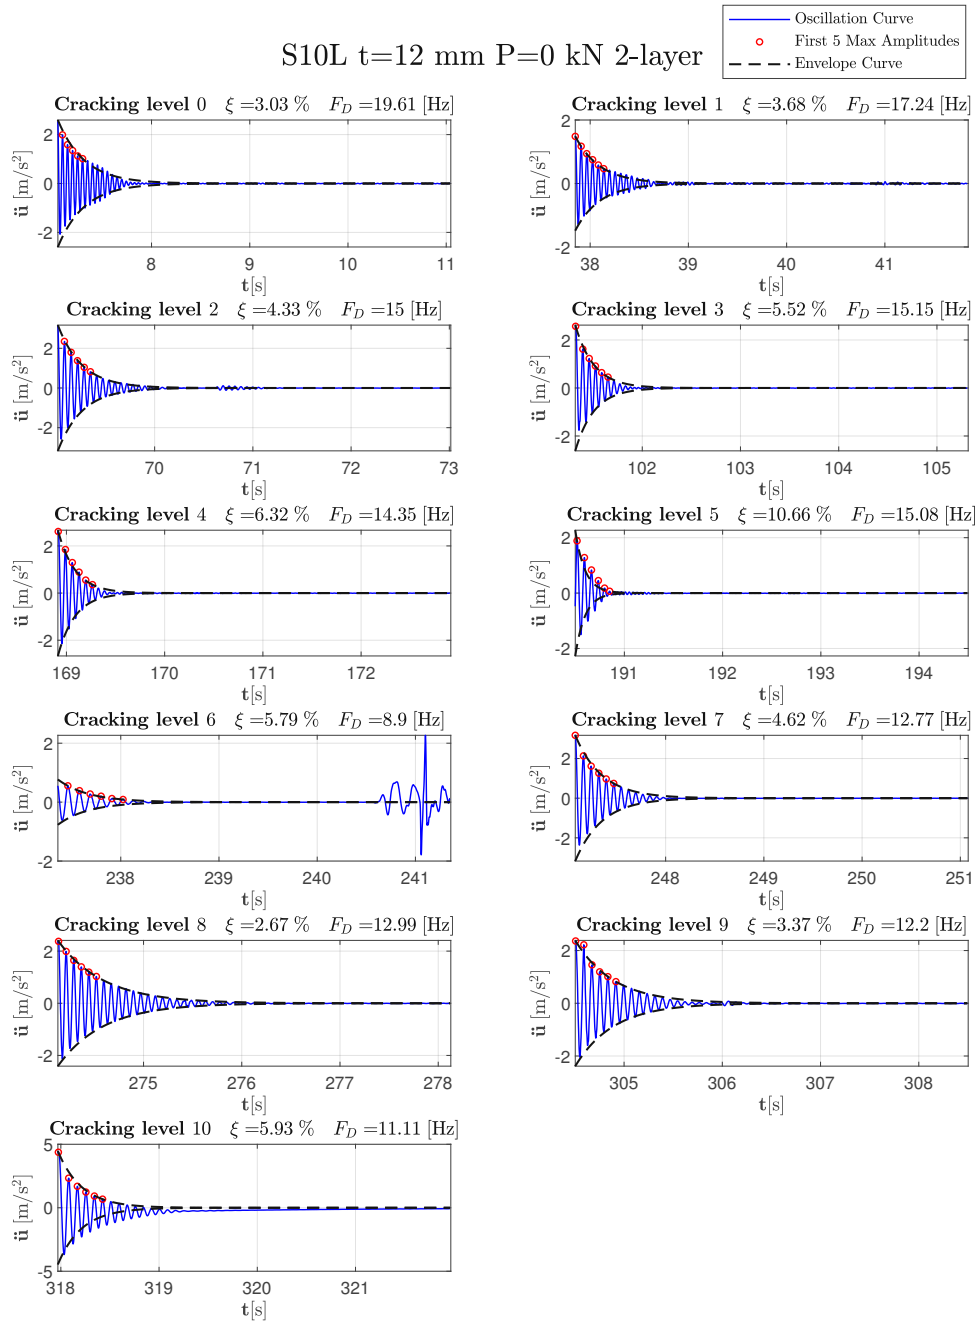 Oscillation Curve
First 5 Max Amplitudes
Envelope Curve
S10L t=12 mm P=0 kN 2-layer
Cracking level 0 ξ =3.03 % F_D =19.61 [Hz]
2
0
-2
ü [m/s²]
8 9 10 11
t[s]
Cracking level 1 ξ =3.68 % F_D =17.24 [Hz]
2
0
-2
ü [m/s²]
38 39 40 41
t[s]
Cracking level 2 ξ =4.33 % F_D =15 [Hz]
2
0
-2
ü [m/s²]
70 71 72 73
t[s]
Cracking level 3 ξ =5.52 % F_D =15.15 [Hz]
2
0
-2
ü [m/s²]
102 103 104 105
t[s]
Cracking level 4 ξ =6.32 % F_D =14.35 [Hz]
2
0
-2
ü [m/s²]
169 170 171 172
t[s]
Cracking level 5 ξ =10.66 % F_D =15.08 [Hz]
2
0
-2
ü [m/s²]
191 192 193 194
t[s]
Cracking level 6 ξ =5.79 % F_D =8.9 [Hz]
2
0
-2
ü [m/s²]
238 239 240 241
t[s]
Cracking level 7 ξ =4.62 % F_D =12.77 [Hz]
2
0
-2
ü [m/s²]
248 249 250 251
t[s]
Cracking level 8 ξ =2.67 % F_D =12.99 [Hz]
2
0
-2
ü [m/s²]
275 276 277 278
t[s]
Cracking level 9 ξ =3.37 % F_D =12.2 [Hz]
2
0
-2
ü [m/s²]
305 306 307 308
t[s]
Cracking level 10 ξ =5.93 % F_D =11.11 [Hz]
5
0
-5
ü [m/s²]
318 319 320 321
t[s]